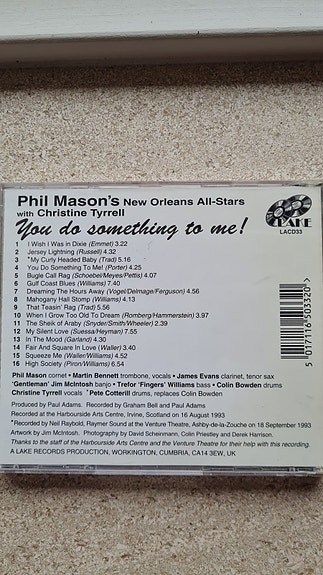 Phil Mason's New Orleans All-Stars
with Christine Tyrrell
You do something to me!
LAKE
LACD33
1 I Wish I Was in Dixie (Emmet) 3.22
2 Jersey Lightning (Russell) 4.32
3 *My Curly Headed Baby (Trad) 5.16
4 You Do Something To Me! (Porter) 4.25
5 Bugle Call Rag (Schoebel/Meyes/Pettis) 4.07
6 Gulf Coast Blues (Williams) 7.40
7 Dreaming The Hours Away (Vogel/Delmage/Ferguson) 4.56
8 Mahogany Hall Stomp (Williams) 4.13
9 That Teasin' Rag (Trad) 5.16
10 When I Grow Too Old To Dream (Romberg/Hammerstein) 3.97
11 The Sheik of Araby (Snyder/Smith/Wheeler) 2.39
12 My Silent Love (Suessa/Heyman) 7.77
13 In The Mood (Garland) 4.30
14 Fair And Square In Love (Waller) 3.40
15 Squeeze Me (Waller/Williams) 4.52
16 High Society (Piron/Williams) 6.54
5 017116 503320 >
Phil Mason cornet • Martin Bennett trombone, vocals • James Evans clarinet, tenor sax
'Gentleman' Jim McIntosh banjo • Trefor 'Fingers' Williams bass • Colin Bowden drums
Christine Tyrrell vocals *Pete Cotterill drums, replaces Colin Bowden
Produced by Paul Adams. Recorded by Graham Bell and Paul Adams
Recorded at the Harbourside Arts Centre, Irvine, Scotland on 16 August 1993
*Recorded by Neil Raybold, Raymer Sound at the Venture Theatre, Ashby-de-la-Zouche on 18 September 1993
Artwork by Jim McIntosh. Photography by David Scheinmann, Colin Priestley and Derek Harrison.
Thanks to the staff of the Harbourside Arts Centre and the Venture Theatre for their help with this recording.
A LAKE RECORDS PRODUCTION, WORKINGTON, CUMBRIA, CA14 3EW, UK